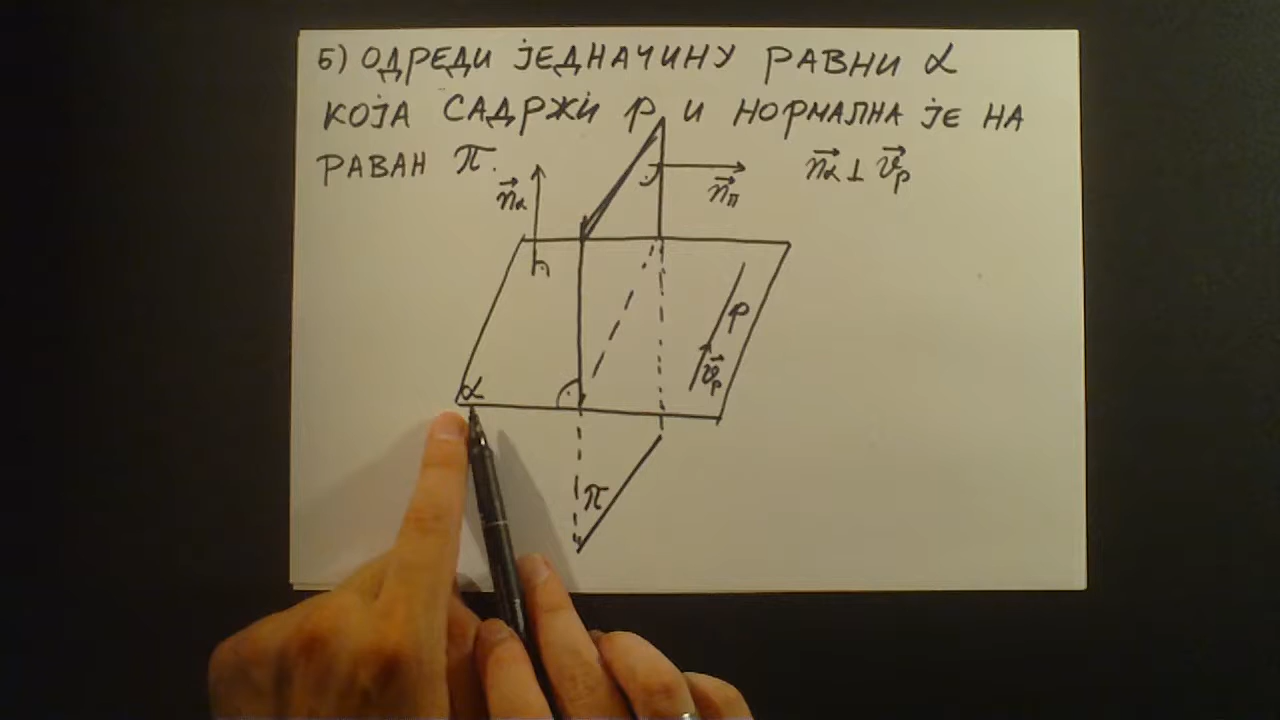 Б) ОДРЕДИ ЈЕДНАЧИНУ РАВНИ α
КОЈА САДРЖИ p И НОРМАЛНА ЈЕ НА
РАВАН π.
n⃗α ⊥ v⃗p
n⃗α
n⃗π
p
v⃗p
α
π